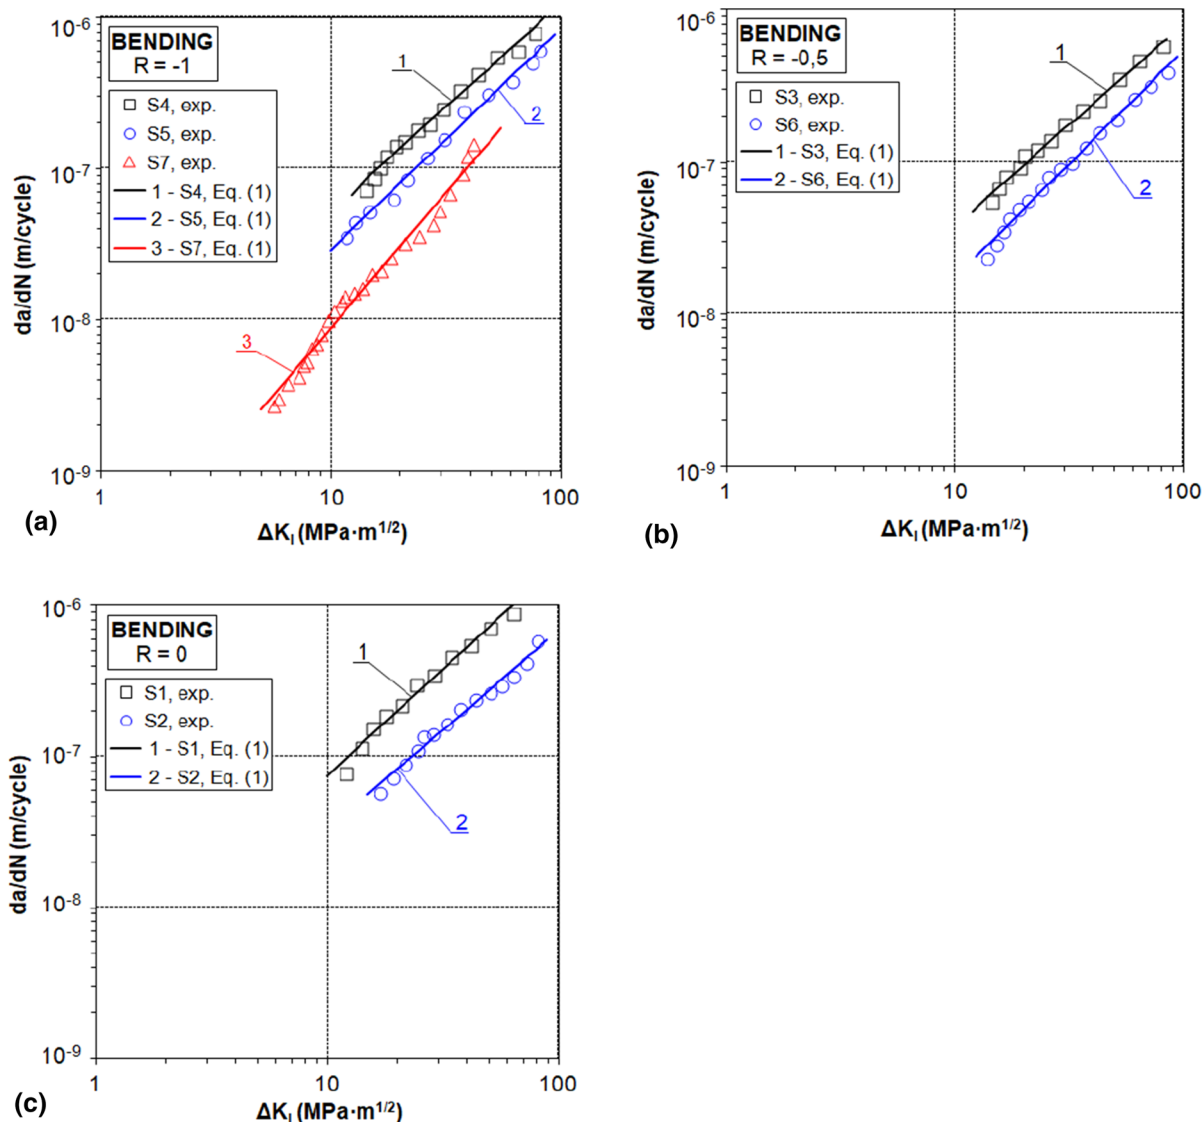 BENDING
R = -1
S4, exp.
S5, exp.
S7, exp.
1 - S4, Eq. (1)
2 - S5, Eq. (1)
3 - S7, Eq. (1)
1
2
3
10-6
10-7
10-8
10-9
da/dN (m/cycle)
1
10
100
ΔKI (MPa·m1/2)
(a)
BENDING
R = -0,5
S3, exp.
S6, exp.
1 - S3, Eq. (1)
2 - S6, Eq. (1)
1
2
10-6
10-7
10-8
10-9
da/dN (m/cycle)
1
10
100
ΔKI (MPa·m1/2)
(b)
BENDING
R = 0
S1, exp.
S2, exp.
1 - S1, Eq. (1)
2 - S2, Eq. (1)
1
2
10-6
10-7
10-8
10-9
da/dN (m/cycle)
1
10
100
ΔKI (MPa·m1/2)
(c)